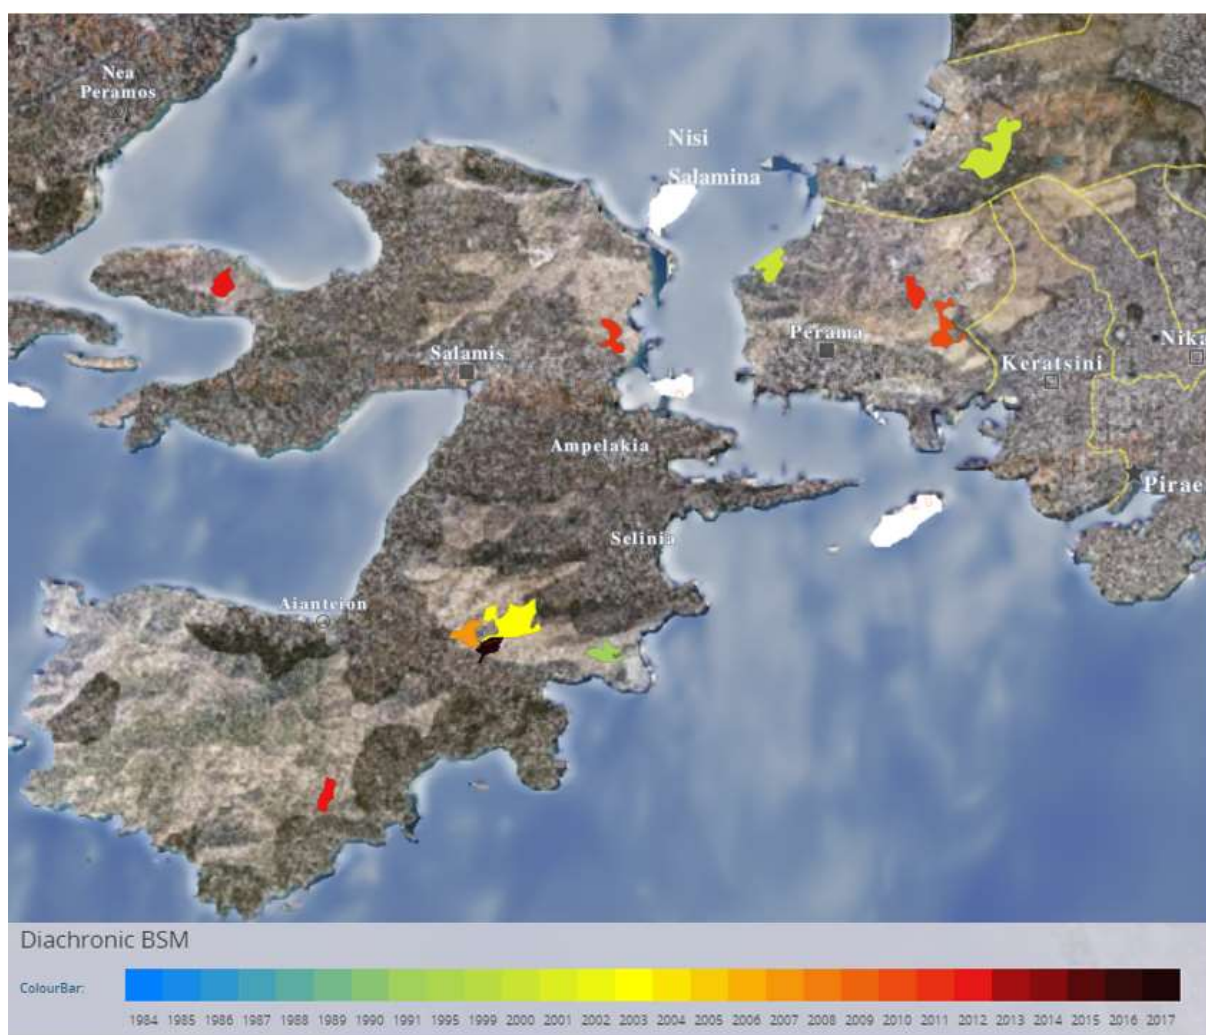 Nea
Peramos
Nisi
Salamina
Salamis
Perama
Nika
Keratsini
Ampelakia
Pirae
Selinia
Aianteion
Diachronic BSM
ColourBar:
1984 1985 1986 1987 1988 1989 1990 1991 1995 1999 2000 2001 2002 2003 2004 2005 2006 2007 2008 2009 2010 2011 2012 2013 2014 2015 2016 2017